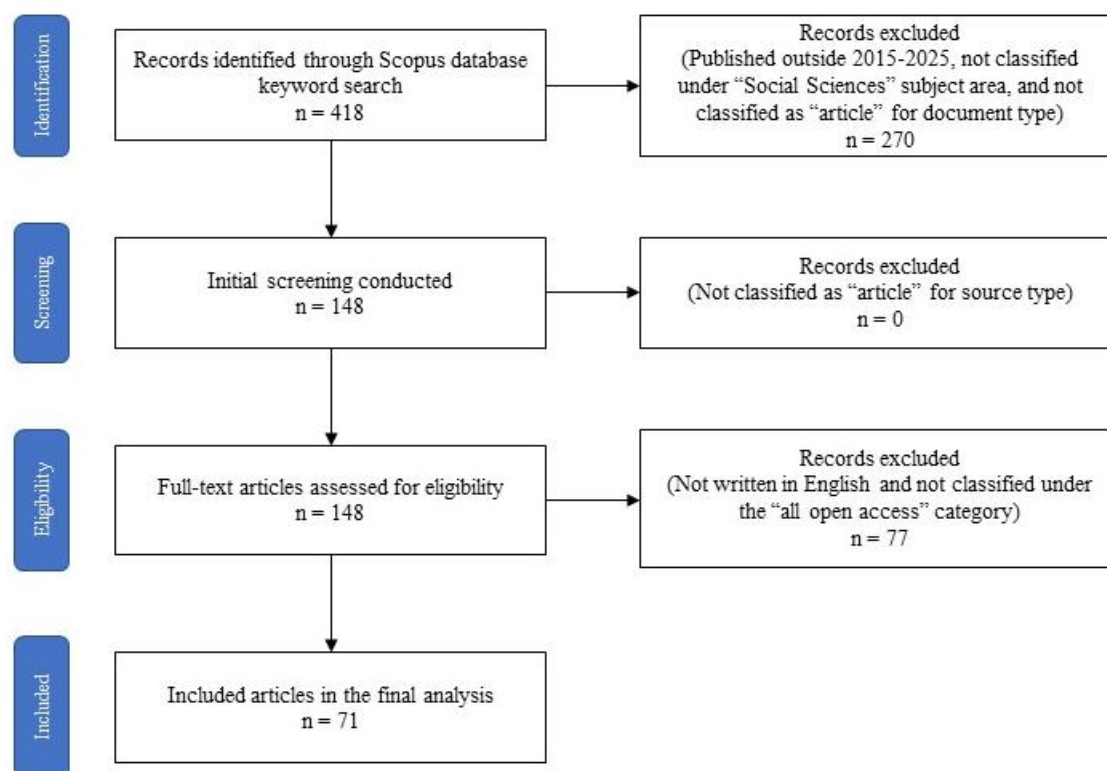 Identification
Records identified through Scopus database
keyword search
n = 418
Records excluded
(Published outside 2015-2025, not classified
under “Social Sciences” subject area, and not
classified as “article” for document type)
n = 270
Screening
Initial screening conducted
n = 148
Records excluded
(Not classified as “article” for source type)
n = 0
Eligibility
Full-text articles assessed for eligibility
n = 148
Records excluded
(Not written in English and not classified under
the “all open access” category)
n = 77
Included
Included articles in the final analysis
n = 71